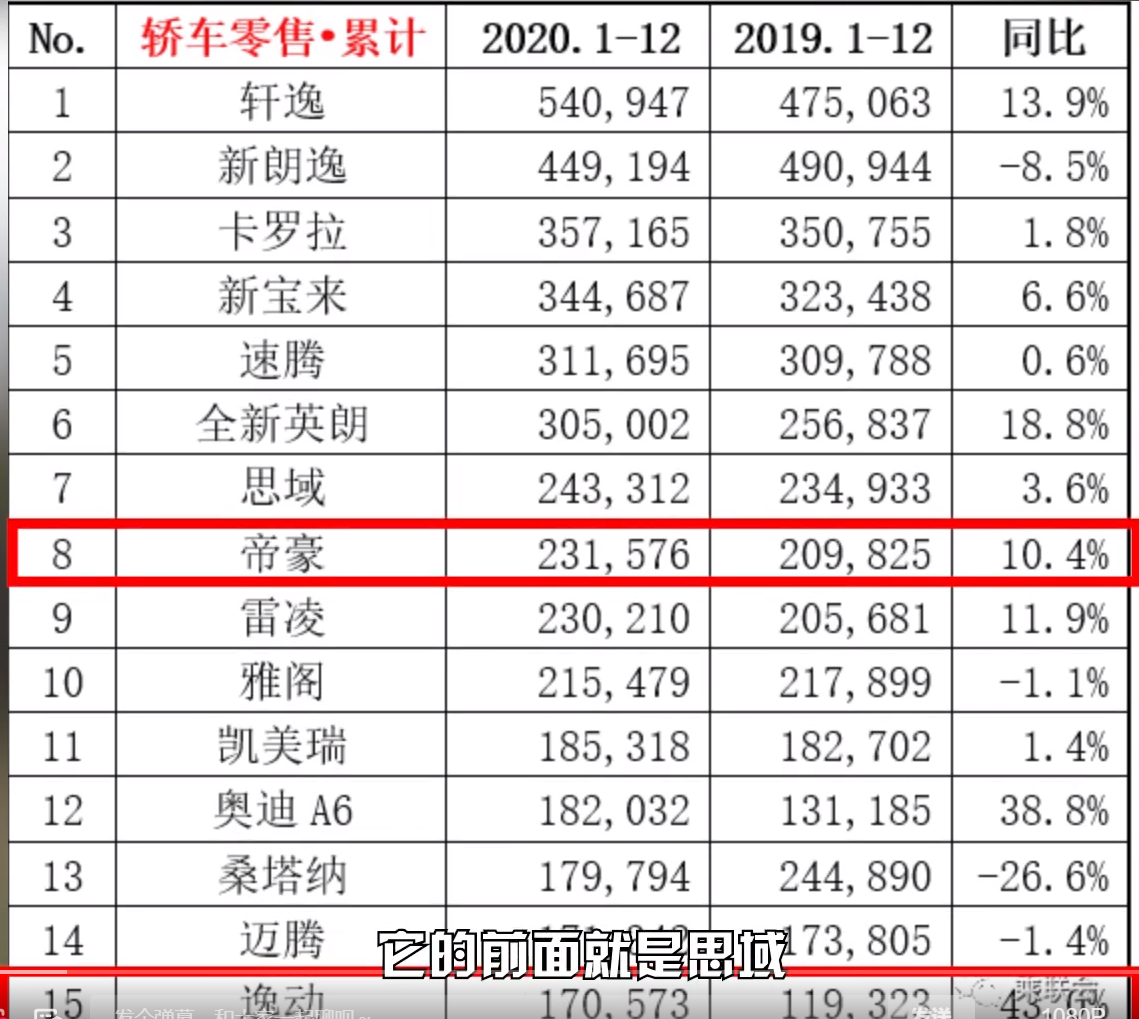 No. 轿车零售•累计 2020.1-12 2019.1-12 同比
1 轩逸 540,947 475,063 13.9%
2 新朗逸 449,194 490,944 -8.5%
3 卡罗拉 357,165 350,755 1.8%
4 新宝来 344,687 323,438 6.6%
5 速腾 311,695 309,788 0.6%
6 全新英朗 305,002 256,837 18.8%
7 思域 243,312 234,933 3.6%
8 帝豪 231,576 209,825 10.4%
9 雷凌 230,210 205,681 11.9%
10 雅阁 215,479 217,899 -1.1%
11 凯美瑞 185,318 182,702 1.4%
12 奥迪 A6 182,032 131,185 38.8%
13 桑塔纳 179,794 244,890 -26.6%
14 迈腾 173,805 -1.4%
它的前面就是思域
15 逸动 170,573 119,323
发个弹幕 发送 1080P